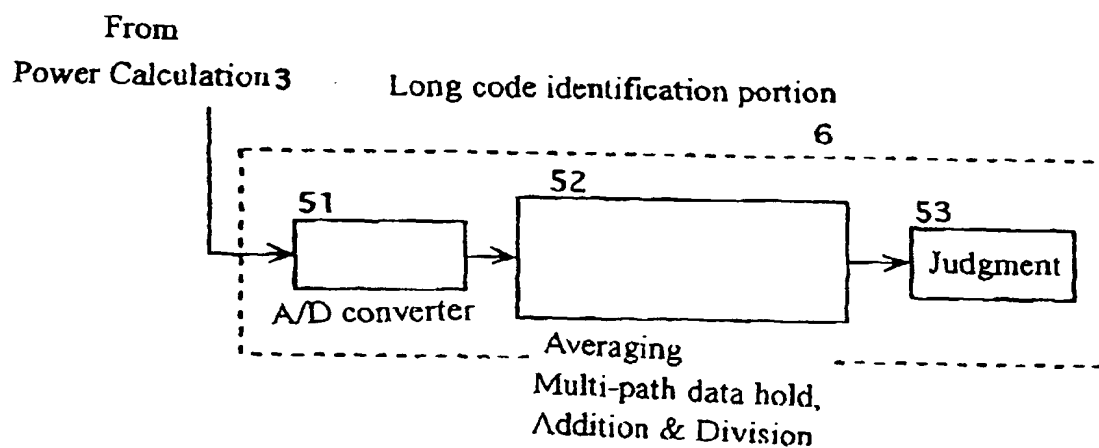 From
Power Calculation 3
Long code identification portion
6
51
52
53
Judgment
A/D converter
Averaging
Multi-path data hold,
Addition & Division